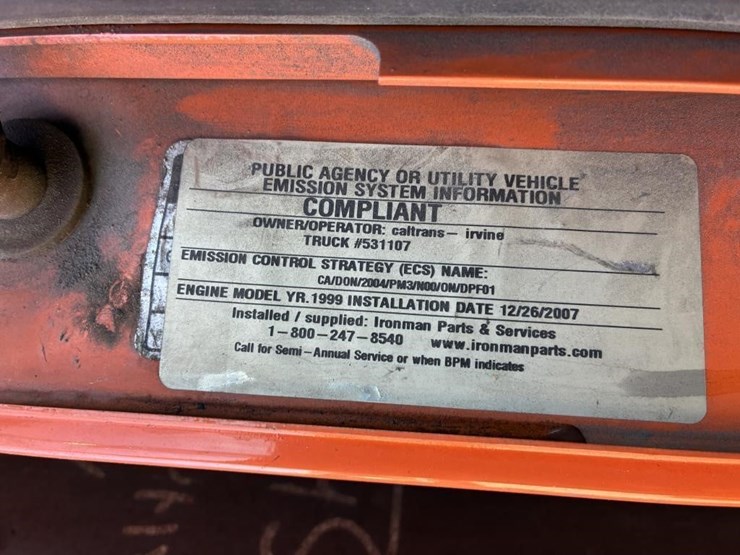 PUBLIC AGENCY OR UTILITY VEHICLE
EMISSION SYSTEM INFORMATION
COMPLIANT
OWNER/OPERATOR: caltrans— irvine
TRUCK #531107
EMISSION CONTROL STRATEGY (ECS) NAME:
CA/DON/2004/PM3/N00/ON/DPF01
ENGINE MODEL YR. 1999 INSTALLATION DATE 12/26/2007
Installed / supplied: Ironman Parts & Services
1—800—247—8540 www.ironmanparts.com
Call for Semi—Annual Service or when BPM indicates